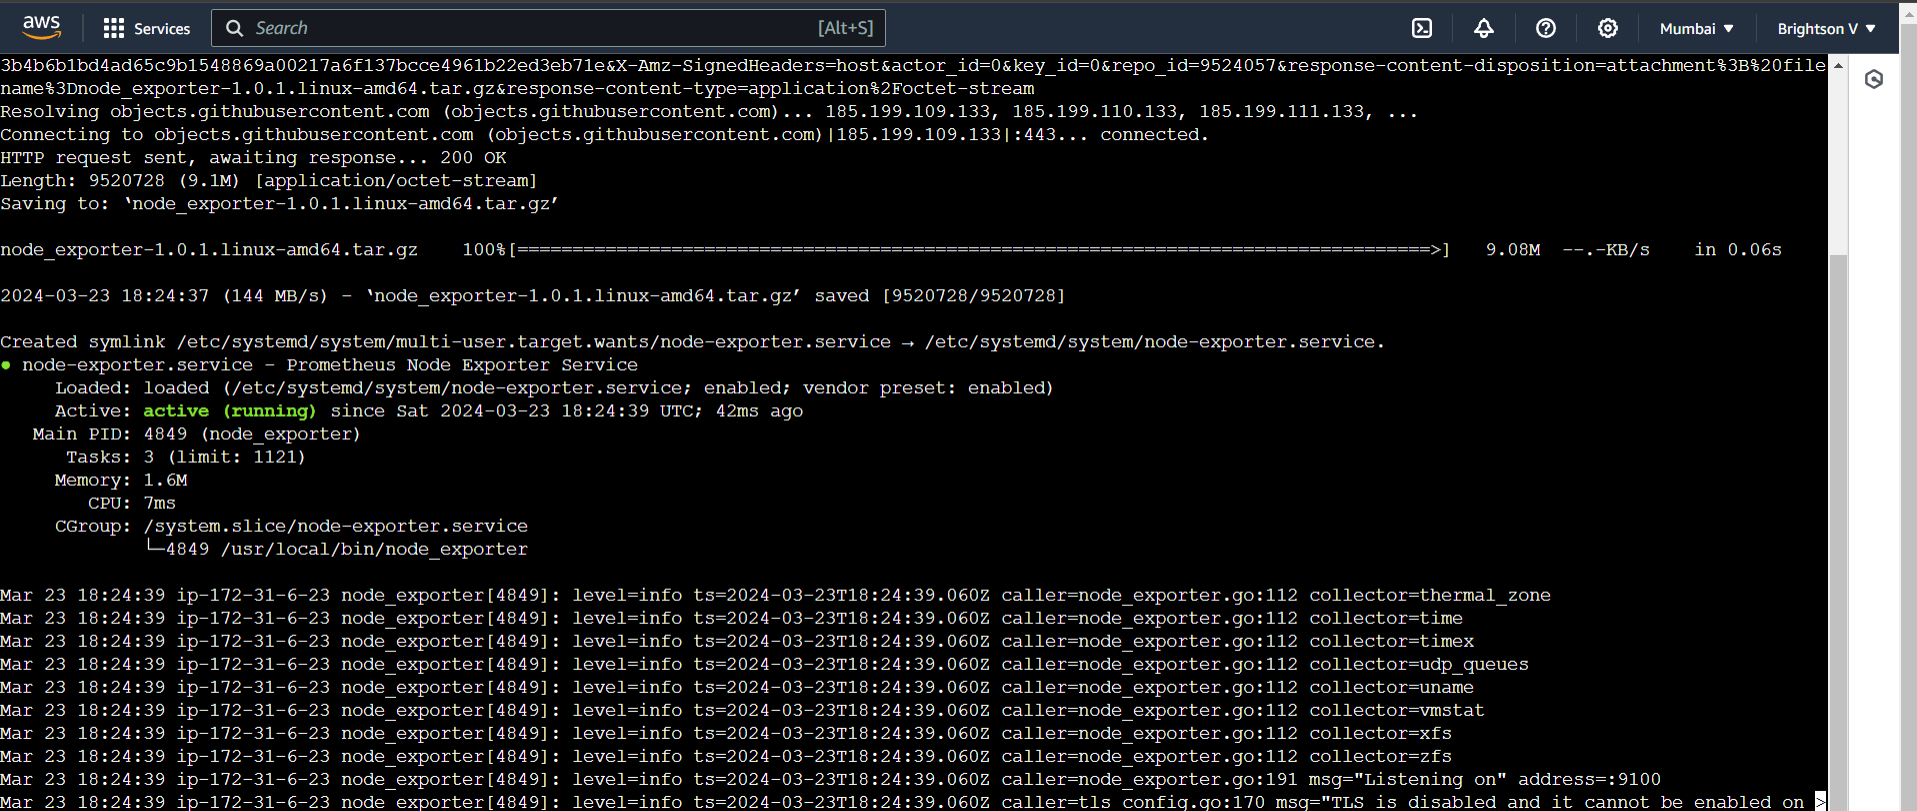 aws Services Search [Alt+S] Mumbai ▼ Brightson V ▼
3b4b6b1bd4ad65c9b1548869a00217a6f137bcce4961b22ed3eb71e&X-Amz-SignedHeaders=host&actor_id=0&key_id=0&repo_id=9524057&response-content-disposition=attachment%3B%20file
name%3Dnode_exporter-1.0.1.linux-amd64.tar.gz&response-content-type=application%2Foctet-stream
Resolving objects.githubusercontent.com (objects.githubusercontent.com)... 185.199.109.133, 185.199.110.133, 185.199.111.133, ...
Connecting to objects.githubusercontent.com (objects.githubusercontent.com)|185.199.109.133|:443... connected.
HTTP request sent, awaiting response... 200 OK
Length: 9520728 (9.1M) [application/octet-stream]
Saving to: ‘node_exporter-1.0.1.linux-amd64.tar.gz’
node_exporter-1.0.1.linux-amd64.tar.gz 100%[===================================================================================>] 9.08M --.-KB/s in 0.06s
2024-03-23 18:24:37 (144 MB/s) - ‘node_exporter-1.0.1.linux-amd64.tar.gz’ saved [9520728/9520728]
Created symlink /etc/systemd/system/multi-user.target.wants/node-exporter.service → /etc/systemd/system/node-exporter.service.
● node-exporter.service - Prometheus Node Exporter Service
Loaded: loaded (/etc/systemd/system/node-exporter.service; enabled; vendor preset: enabled)
Active: active (running) since Sat 2024-03-23 18:24:39 UTC; 42ms ago
Main PID: 4849 (node_exporter)
Tasks: 3 (limit: 1121)
Memory: 1.6M
CPU: 7ms
CGroup: /system.slice/node-exporter.service
└─4849 /usr/local/bin/node_exporter
Mar 23 18:24:39 ip-172-31-6-23 node_exporter[4849]: level=info ts=2024-03-23T18:24:39.060Z caller=node_exporter.go:112 collector=thermal_zone
Mar 23 18:24:39 ip-172-31-6-23 node_exporter[4849]: level=info ts=2024-03-23T18:24:39.060Z caller=node_exporter.go:112 collector=time
Mar 23 18:24:39 ip-172-31-6-23 node_exporter[4849]: level=info ts=2024-03-23T18:24:39.060Z caller=node_exporter.go:112 collector=timex
Mar 23 18:24:39 ip-172-31-6-23 node_exporter[4849]: level=info ts=2024-03-23T18:24:39.060Z caller=node_exporter.go:112 collector=udp_queues
Mar 23 18:24:39 ip-172-31-6-23 node_exporter[4849]: level=info ts=2024-03-23T18:24:39.060Z caller=node_exporter.go:112 collector=uname
Mar 23 18:24:39 ip-172-31-6-23 node_exporter[4849]: level=info ts=2024-03-23T18:24:39.060Z caller=node_exporter.go:112 collector=vmstat
Mar 23 18:24:39 ip-172-31-6-23 node_exporter[4849]: level=info ts=2024-03-23T18:24:39.060Z caller=node_exporter.go:112 collector=xfs
Mar 23 18:24:39 ip-172-31-6-23 node_exporter[4849]: level=info ts=2024-03-23T18:24:39.060Z caller=node_exporter.go:112 collector=zfs
Mar 23 18:24:39 ip-172-31-6-23 node_exporter[4849]: level=info ts=2024-03-23T18:24:39.060Z caller=node_exporter.go:191 msg="Listening on" address=:9100
Mar 23 18:24:39 ip-172-31-6-23 node_exporter[4849]: level=info ts=2024-03-23T18:24:39.060Z caller=tls_config.go:170 msg="TLS is disabled and it cannot be enabled on >